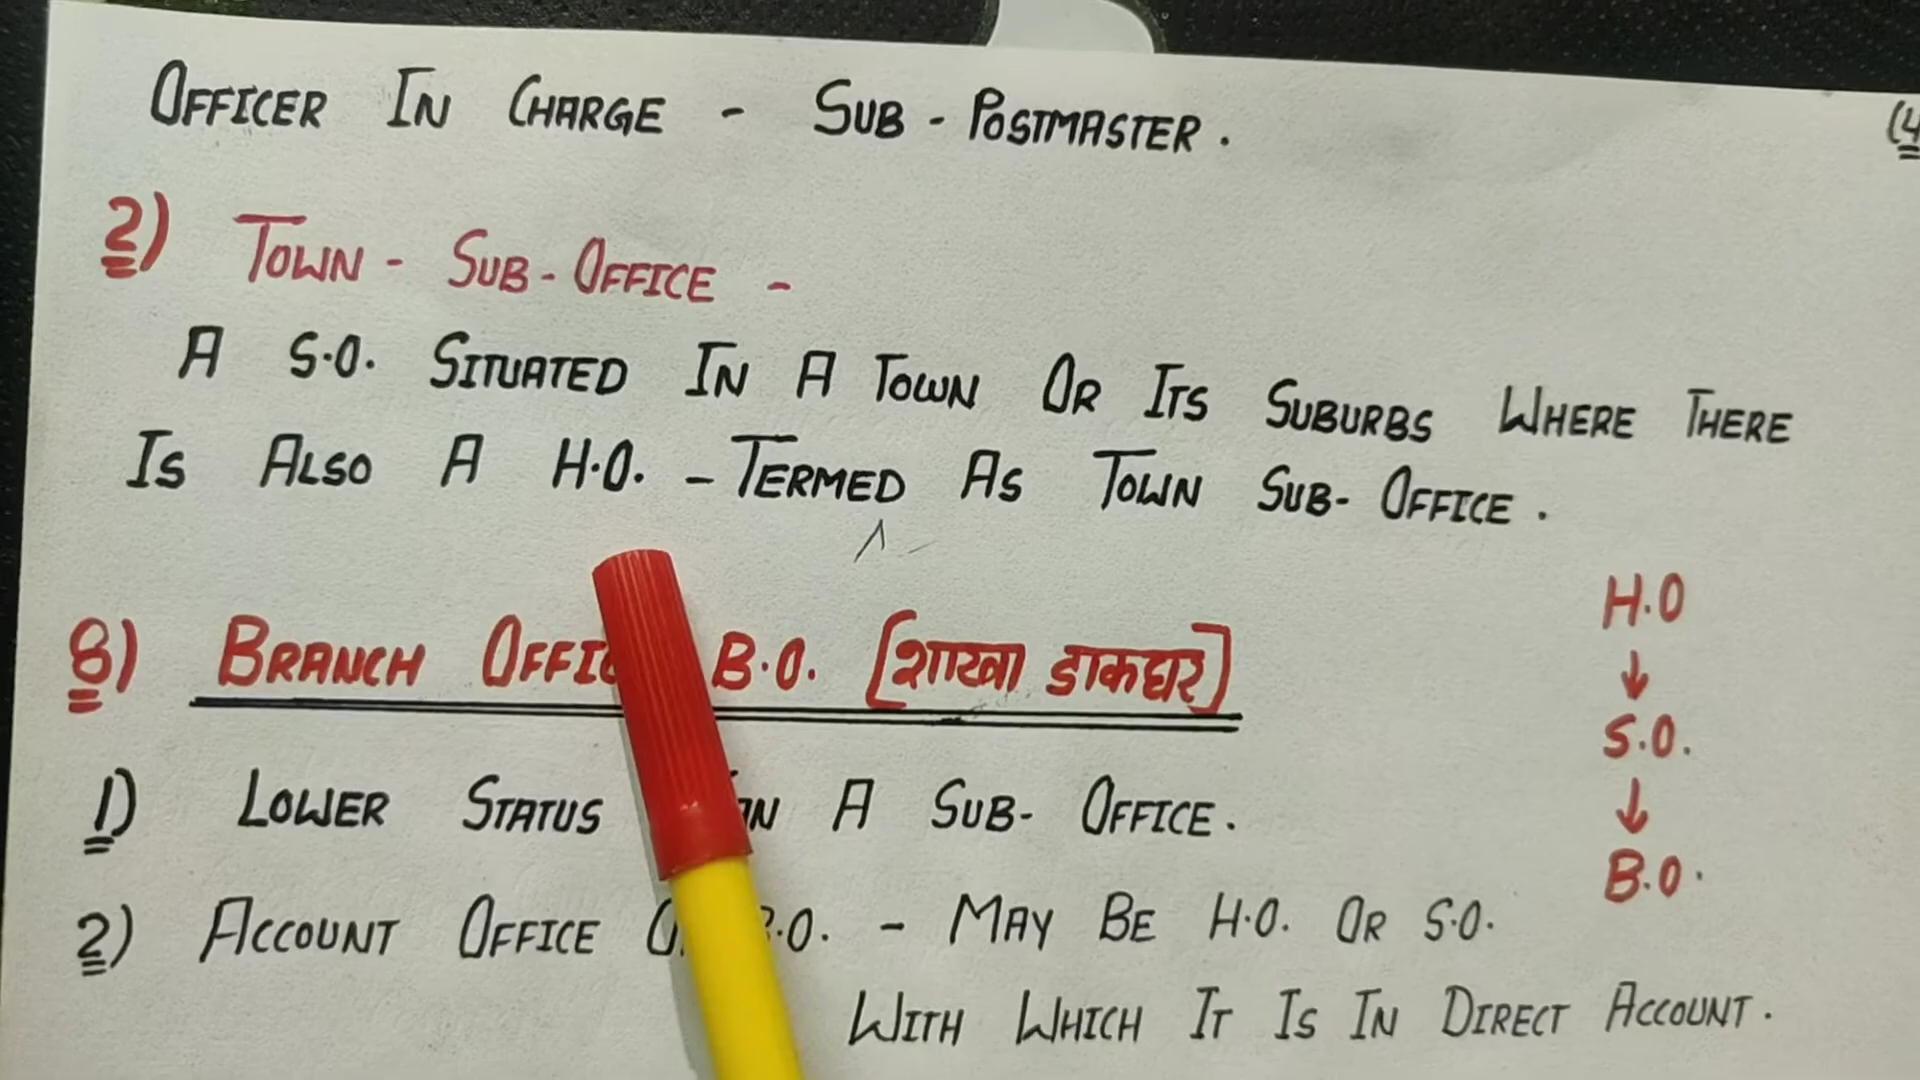 OFFICER IN CHARGE - SUB-POSTMASTER.
(4
2) TOWN - SUB-OFFICE -
A S.O. SITUATED IN A TOWN OR ITS SUBURBS WHERE THERE
IS ALSO A H.O. - TERMED AS TOWN SUB-OFFICE.
8) BRANCH OFFIC B.O. [शाखा डाकघर]
1) LOWER STATUS A SUB-OFFICE.
2) ACCOUNT OFFICE B.O. - MAY BE H.O. OR S.O.
WITH WHICH IT IS IN DIRECT ACCOUNT.
H.O
↓
S.O.
↓
B.O.